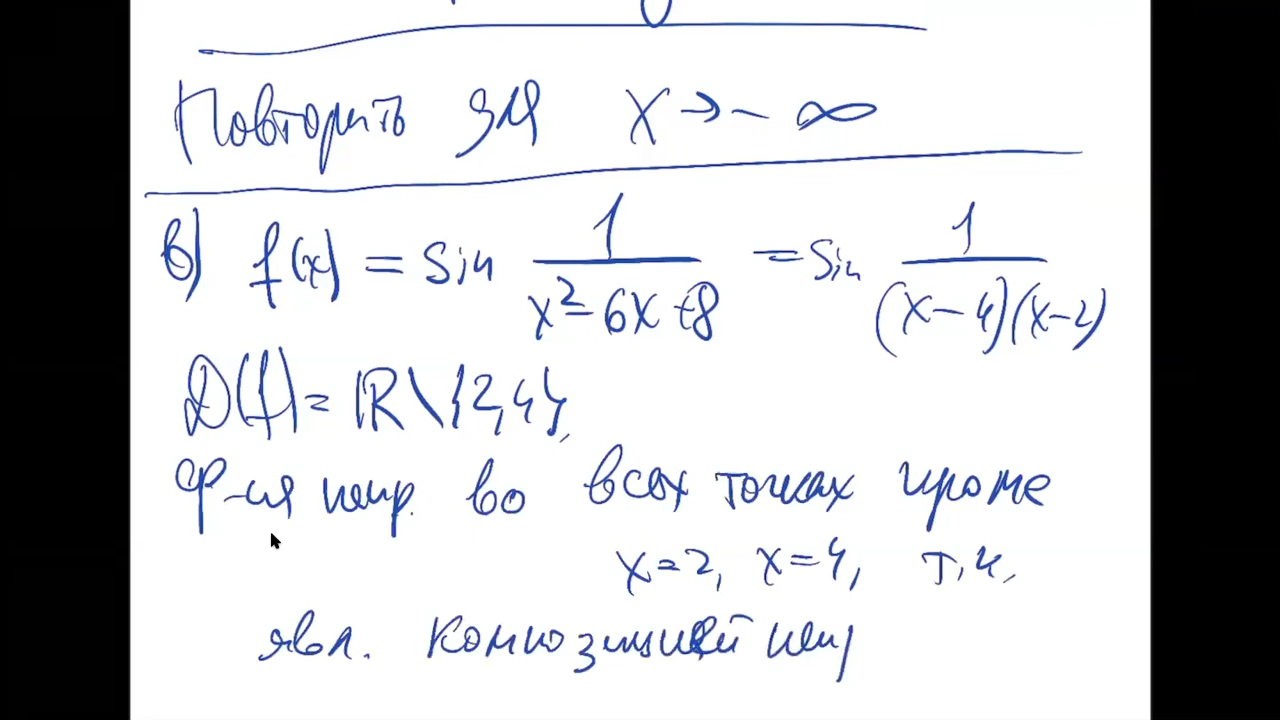 Повторить для x → -∞
в) f(x) = sin 1/(x² - 6x + 8) = sin 1/((x-4)(x-2))
D(f) = ℝ \ {2,4},
Ф-ия непр. во всех точках кроме
x=2, x=4, т.к.
явл. композицией непр